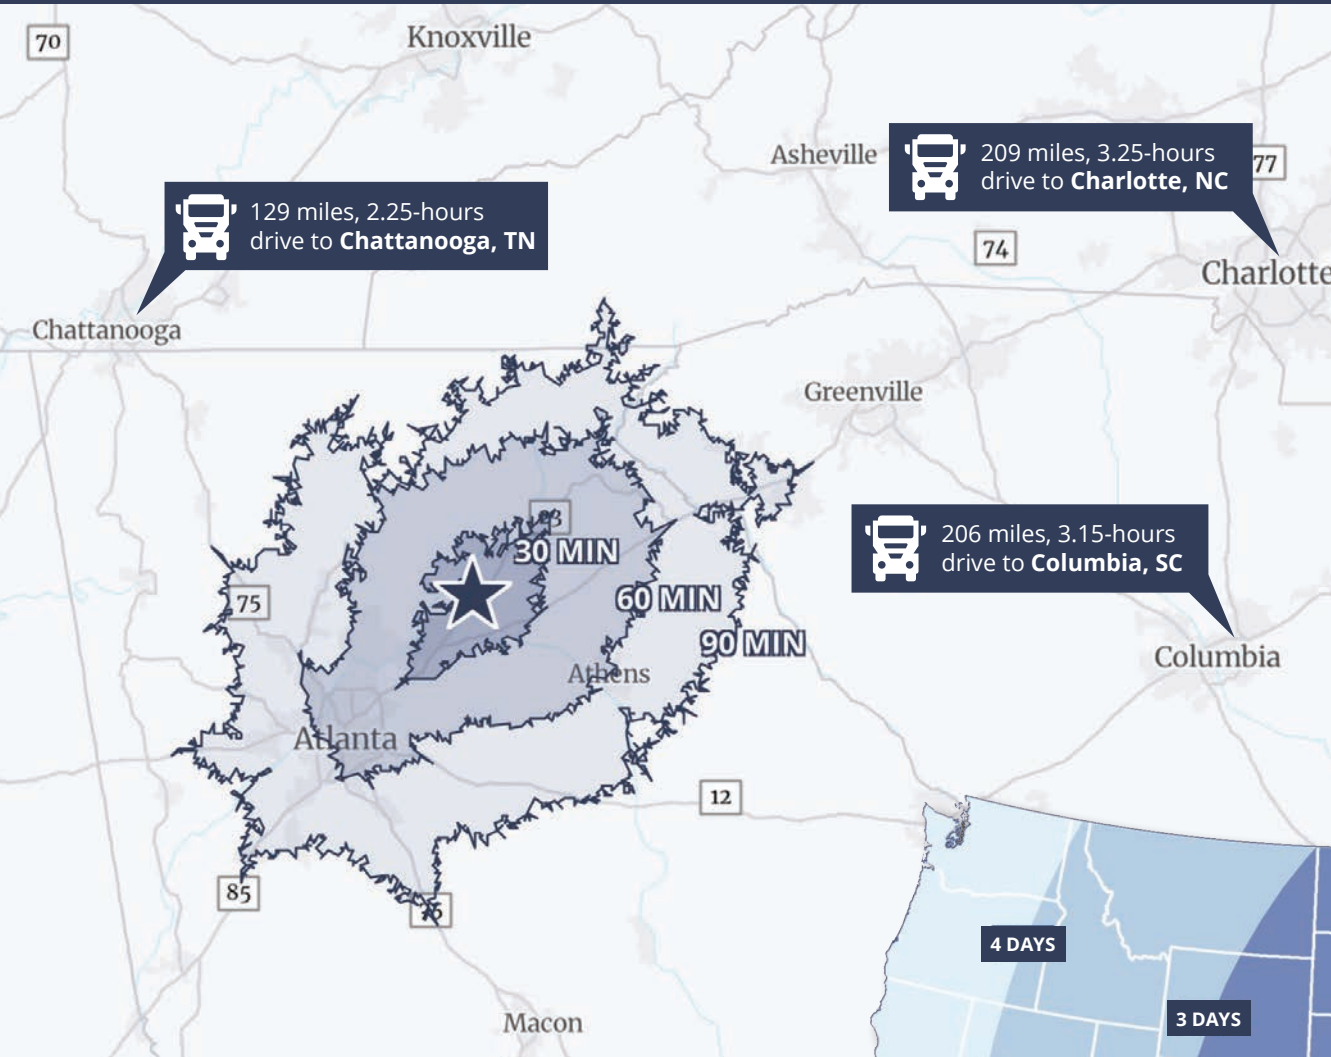 70
Knoxville
Asheville
209 miles, 3.25-hours
drive to Charlotte, NC
77
129 miles, 2.25-hours
drive to Chattanooga, TN
74
Charlotte
Chattanooga
Greenville
30 MIN
206 miles, 3.15-hours
drive to Columbia, SC
75
60 MIN
90 MIN
Columbia
Athens
Atlanta
12
85
4 DAYS
3 DAYS
Macon